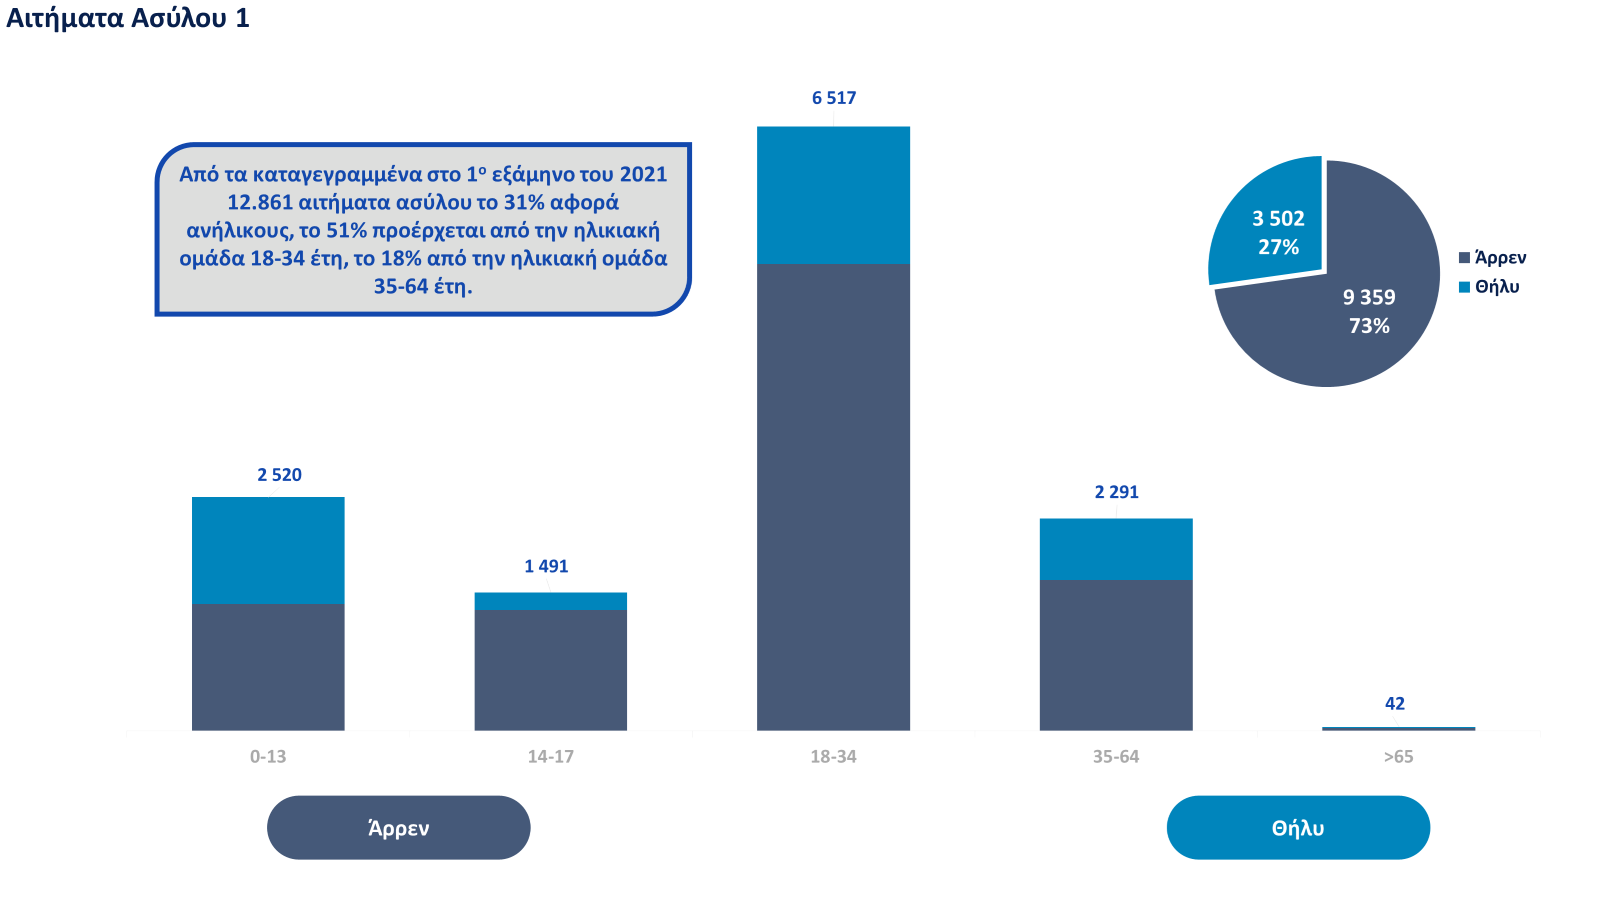 Αιτήματα Ασύλου 1
Από τα καταγεγραμμένα στο 1ο εξάμηνο του 2021
12.861 αιτήματα ασύλου το 31% αφορά
ανήλικους, το 51% προέρχεται από την ηλικιακή
ομάδα 18-34 έτη, το 18% από την ηλικιακή ομάδα
35-64 έτη.
6 517
3 502
27%
9 359
73%
Άρρεν
Θήλυ
2 520
1 491
2 291
42
0-13
14-17
18-34
35-64
>65
Άρρεν
Θήλυ